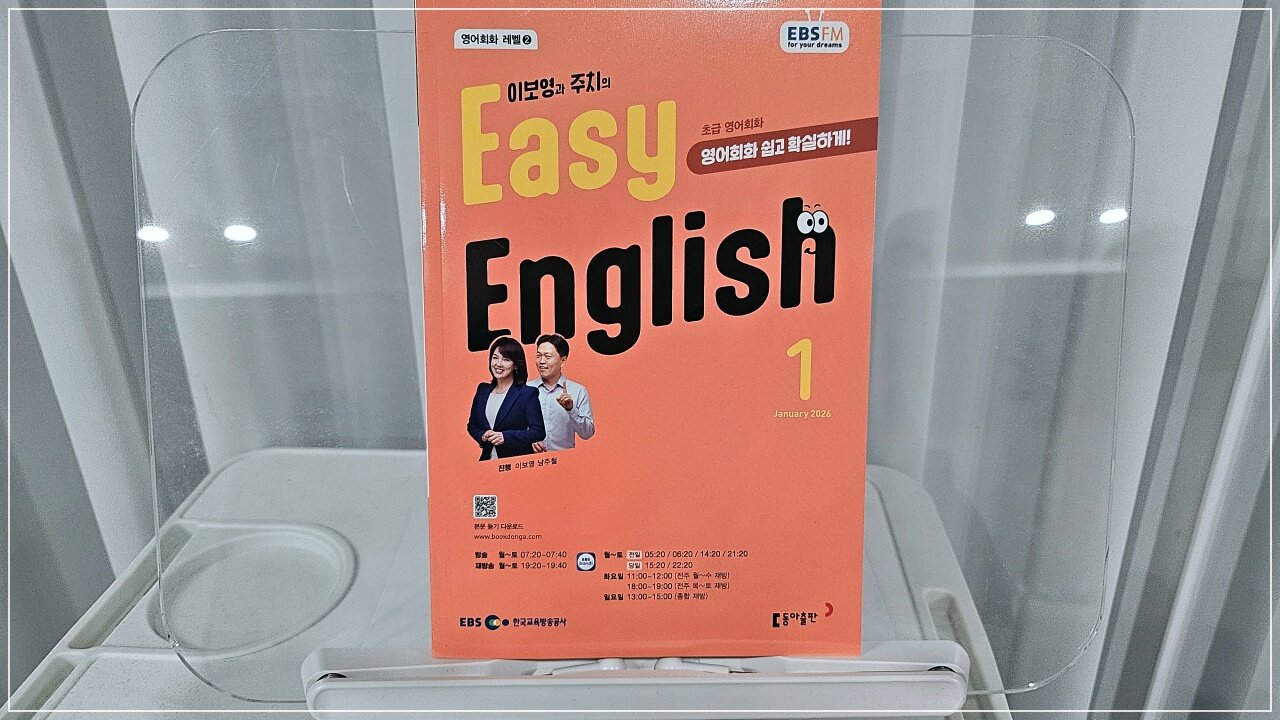 영어회화 레벨 2
EBS FM
for your dreams
이보영과 주치의
Easy
English
초급 영어회화
영어회화 쉽고 확실하게!
1
January 2026
진행 이보영 남주철
본문 듣기 다운로드
www.bookdonga.com
방송 월~토 07:20~07:40
재방송 월~토 19:20~19:40
EBS
bandi
월~토 전일 05:20 / 06:20 / 14:20 / 21:20
당일 15:20 / 22:20
화요일 11:00~12:00 (전주 월~수 재방)
18:00~19:00 (전주 목~토 재방)
일요일 13:00~15:00 (종합 재방)
EBS 한국교육방송공사
동아출판